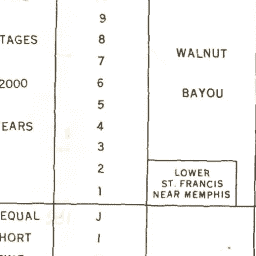 9
TAGES 8
WALNUT
7
2000 6
BAYOU
5
EARS 4
3
2
LOWER
ST. FRANCIS
NEAR MEMPHIS
1
EQUAL J
HORT I